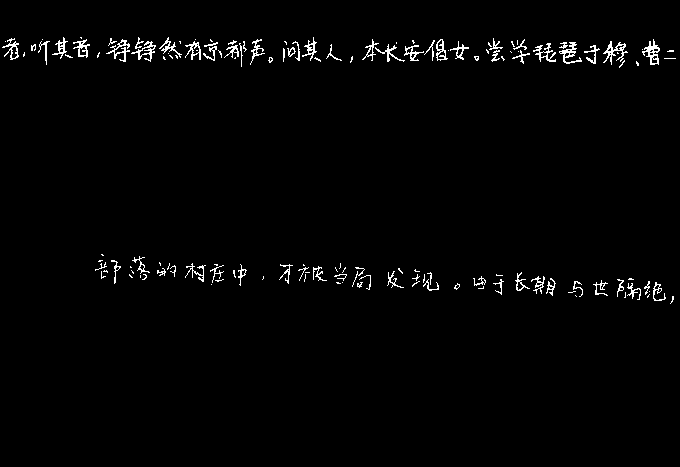 者,听其音,铮铮然有京都声。问其人,本长安倡女。尝学琵琶于穆、曹二
部落的村庄中,才被当局发现。由于长期与世隔绝,